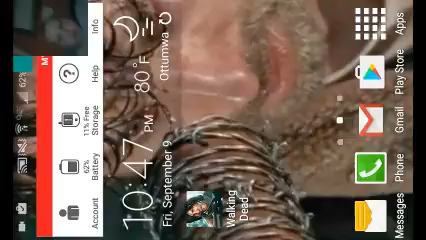 62%
MY
Account
62%
Battery
11% Free
Storage
Help
Info
10:47 PM
Fri, September 9
80°F
Ottumwa
Walking
Dead
Messages
Phone
Gmail
Play Store
Apps